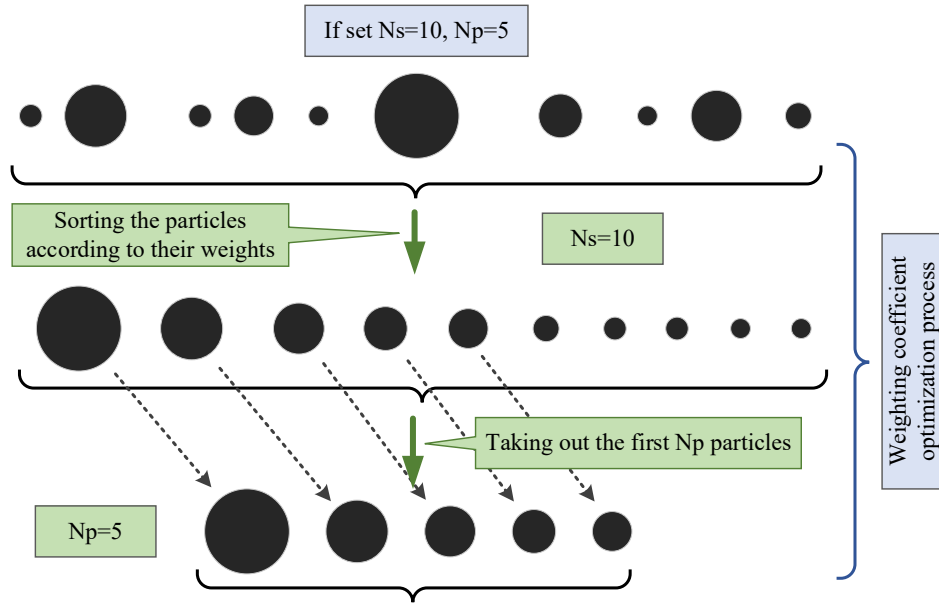 If set Ns=10, Np=5
Sorting the particles
according to their weights
Ns=10
Taking out the first Np particles
Np=5
Weighting coefficient
optimization process